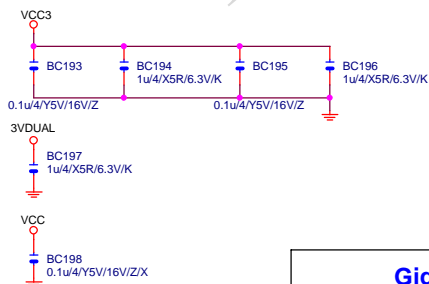 VCC3
BC193
0.1u/4/Y5V/16V/Z
BC194
1u/4/X5R/6.3V/K
BC195
0.1u/4/Y5V/16V/Z
BC196
1u/4/X5R/6.3V/K
3VDUAL
BC197
1u/4/X5R/6.3V/K
VCC
BC198
0.1u/4/Y5V/16V/Z/X